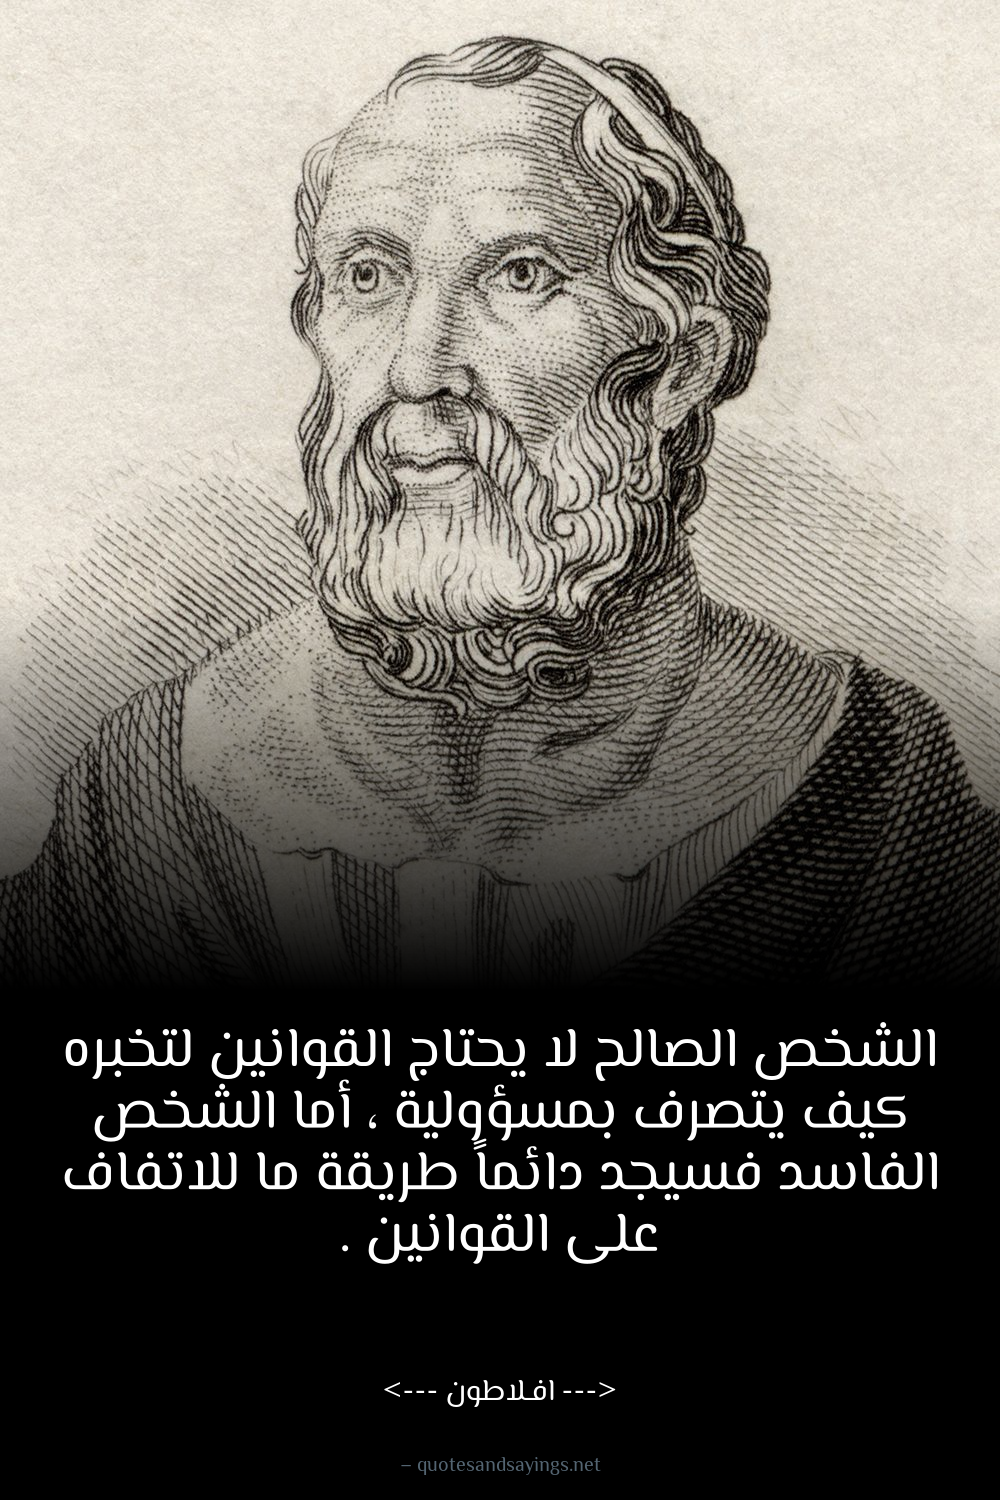 الشخص الصالح لا يحتاج القوانين لتخبره
كيف يتصرف بمسؤولية ، أما الشخص
الفاسد فسيجد دائماً طريقة ما للاتفاف
على القوانين .
<--- افلاطون --->
– quotesandsayings.net